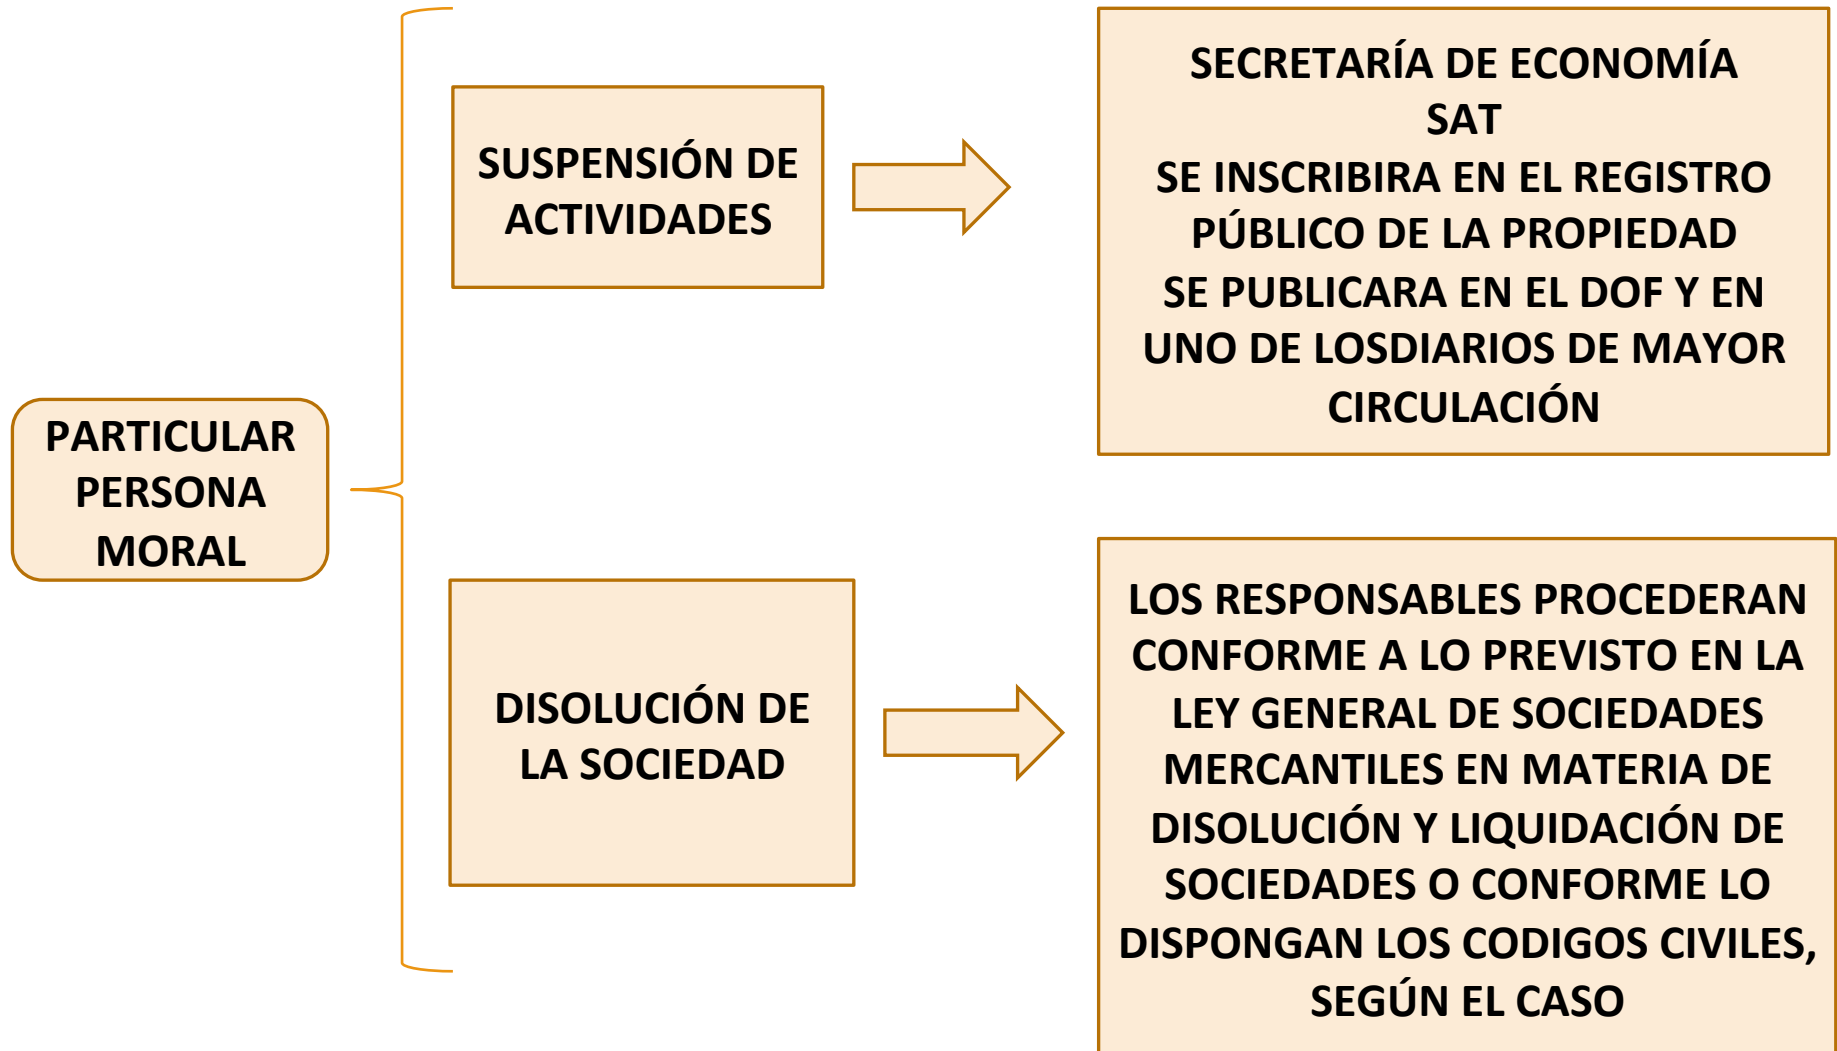 PARTICULAR
PERSONA
MORAL
SUSPENSIÓN DE
ACTIVIDADES
SECRETARÍA DE ECONOMÍA
SAT
SE INSCRIBIRA EN EL REGISTRO
PÚBLICO DE LA PROPIEDAD
SE PUBLICARA EN EL DOF Y EN
UNO DE LOSDIARIOS DE MAYOR
CIRCULACIÓN
DISOLUCIÓN DE
LA SOCIEDAD
LOS RESPONSABLES PROCEDERAN
CONFORME A LO PREVISTO EN LA
LEY GENERAL DE SOCIEDADES
MERCANTILES EN MATERIA DE
DISOLUCIÓN Y LIQUIDACIÓN DE
SOCIEDADES O CONFORME LO
DISPONGAN LOS CODIGOS CIVILES,
SEGÚN EL CASO